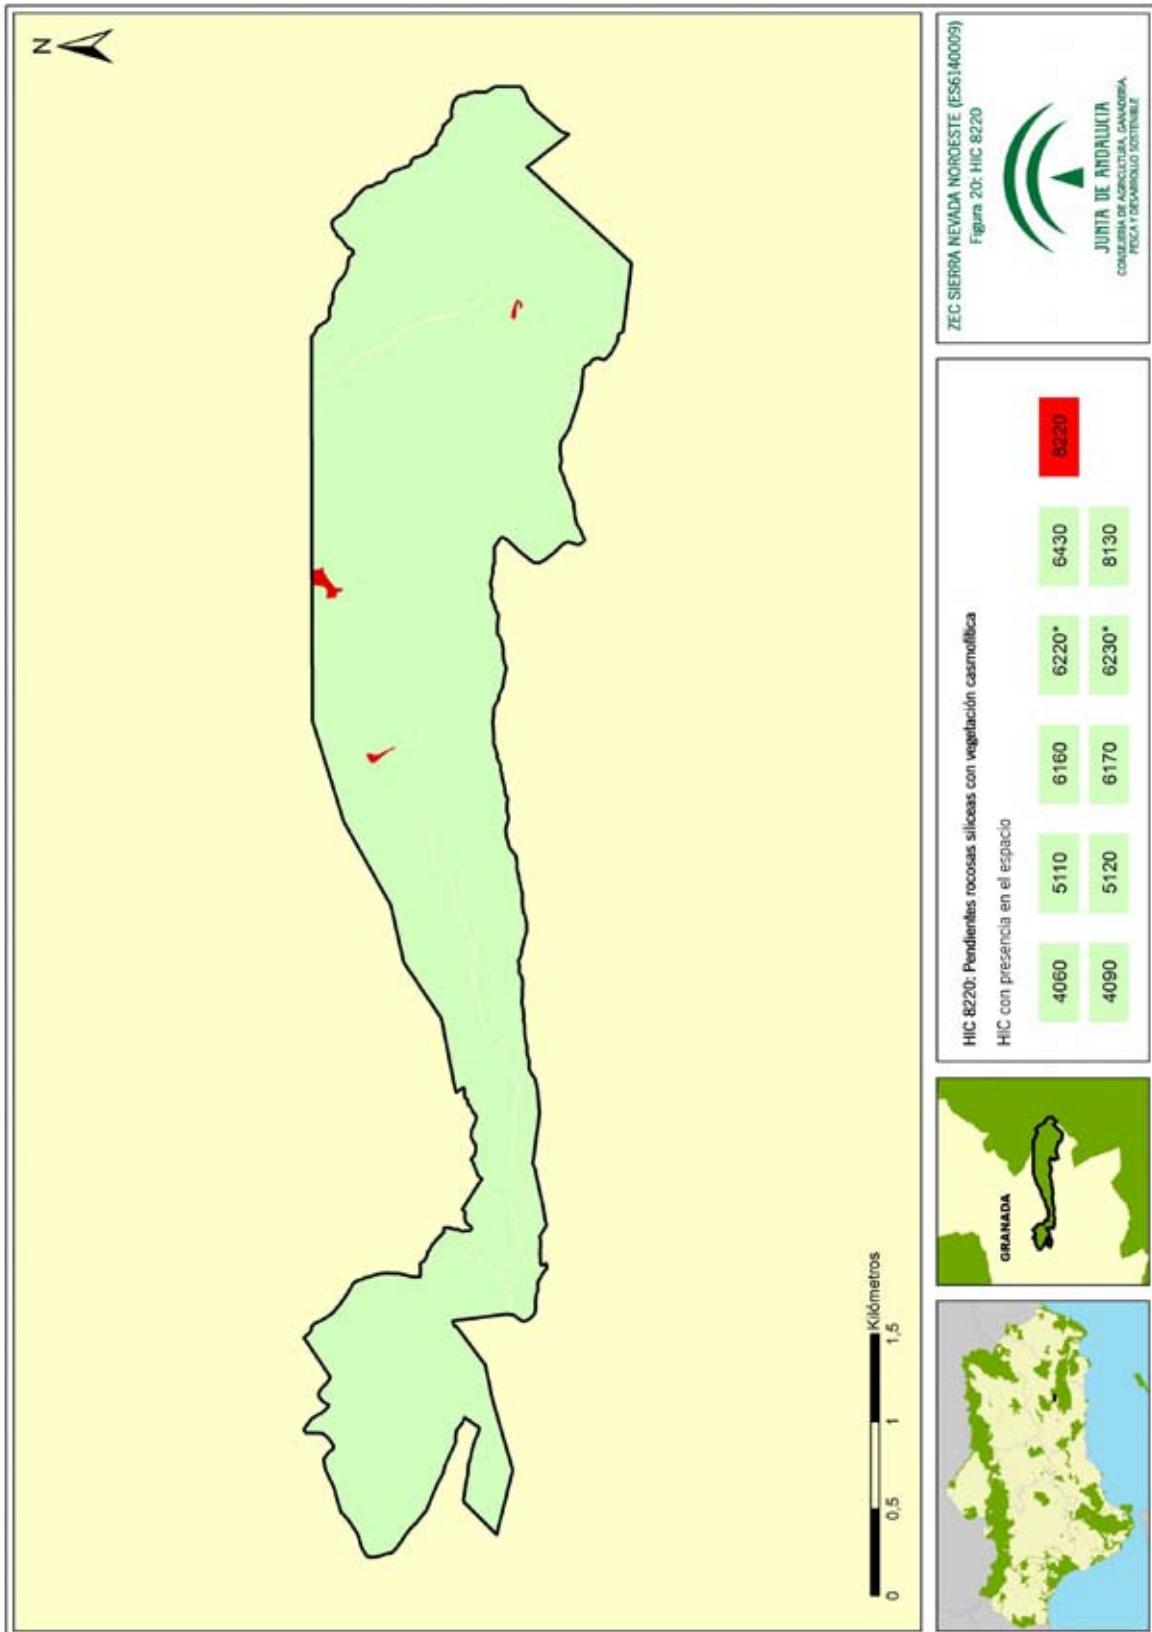 N
Kilómetros
0 0,5 1 1,5
GRANADA
HIC 8220: Pendientes rocosas silíceas con vegetación casmofítica
HIC con presencia en el espacio
4060 5110 6160 6220* 6430 8220
4090 5120 6170 6230* 8130
ZEC SIERRA NEVADA NOROESTE (ES6140009)
Figura 20: HIC 8220
JUNTA DE ANDALUCIA
CONSEJERIA DE AGRICULTURA, GANADERIA,
PESCA Y DESARROLLO SOSTENIBLE